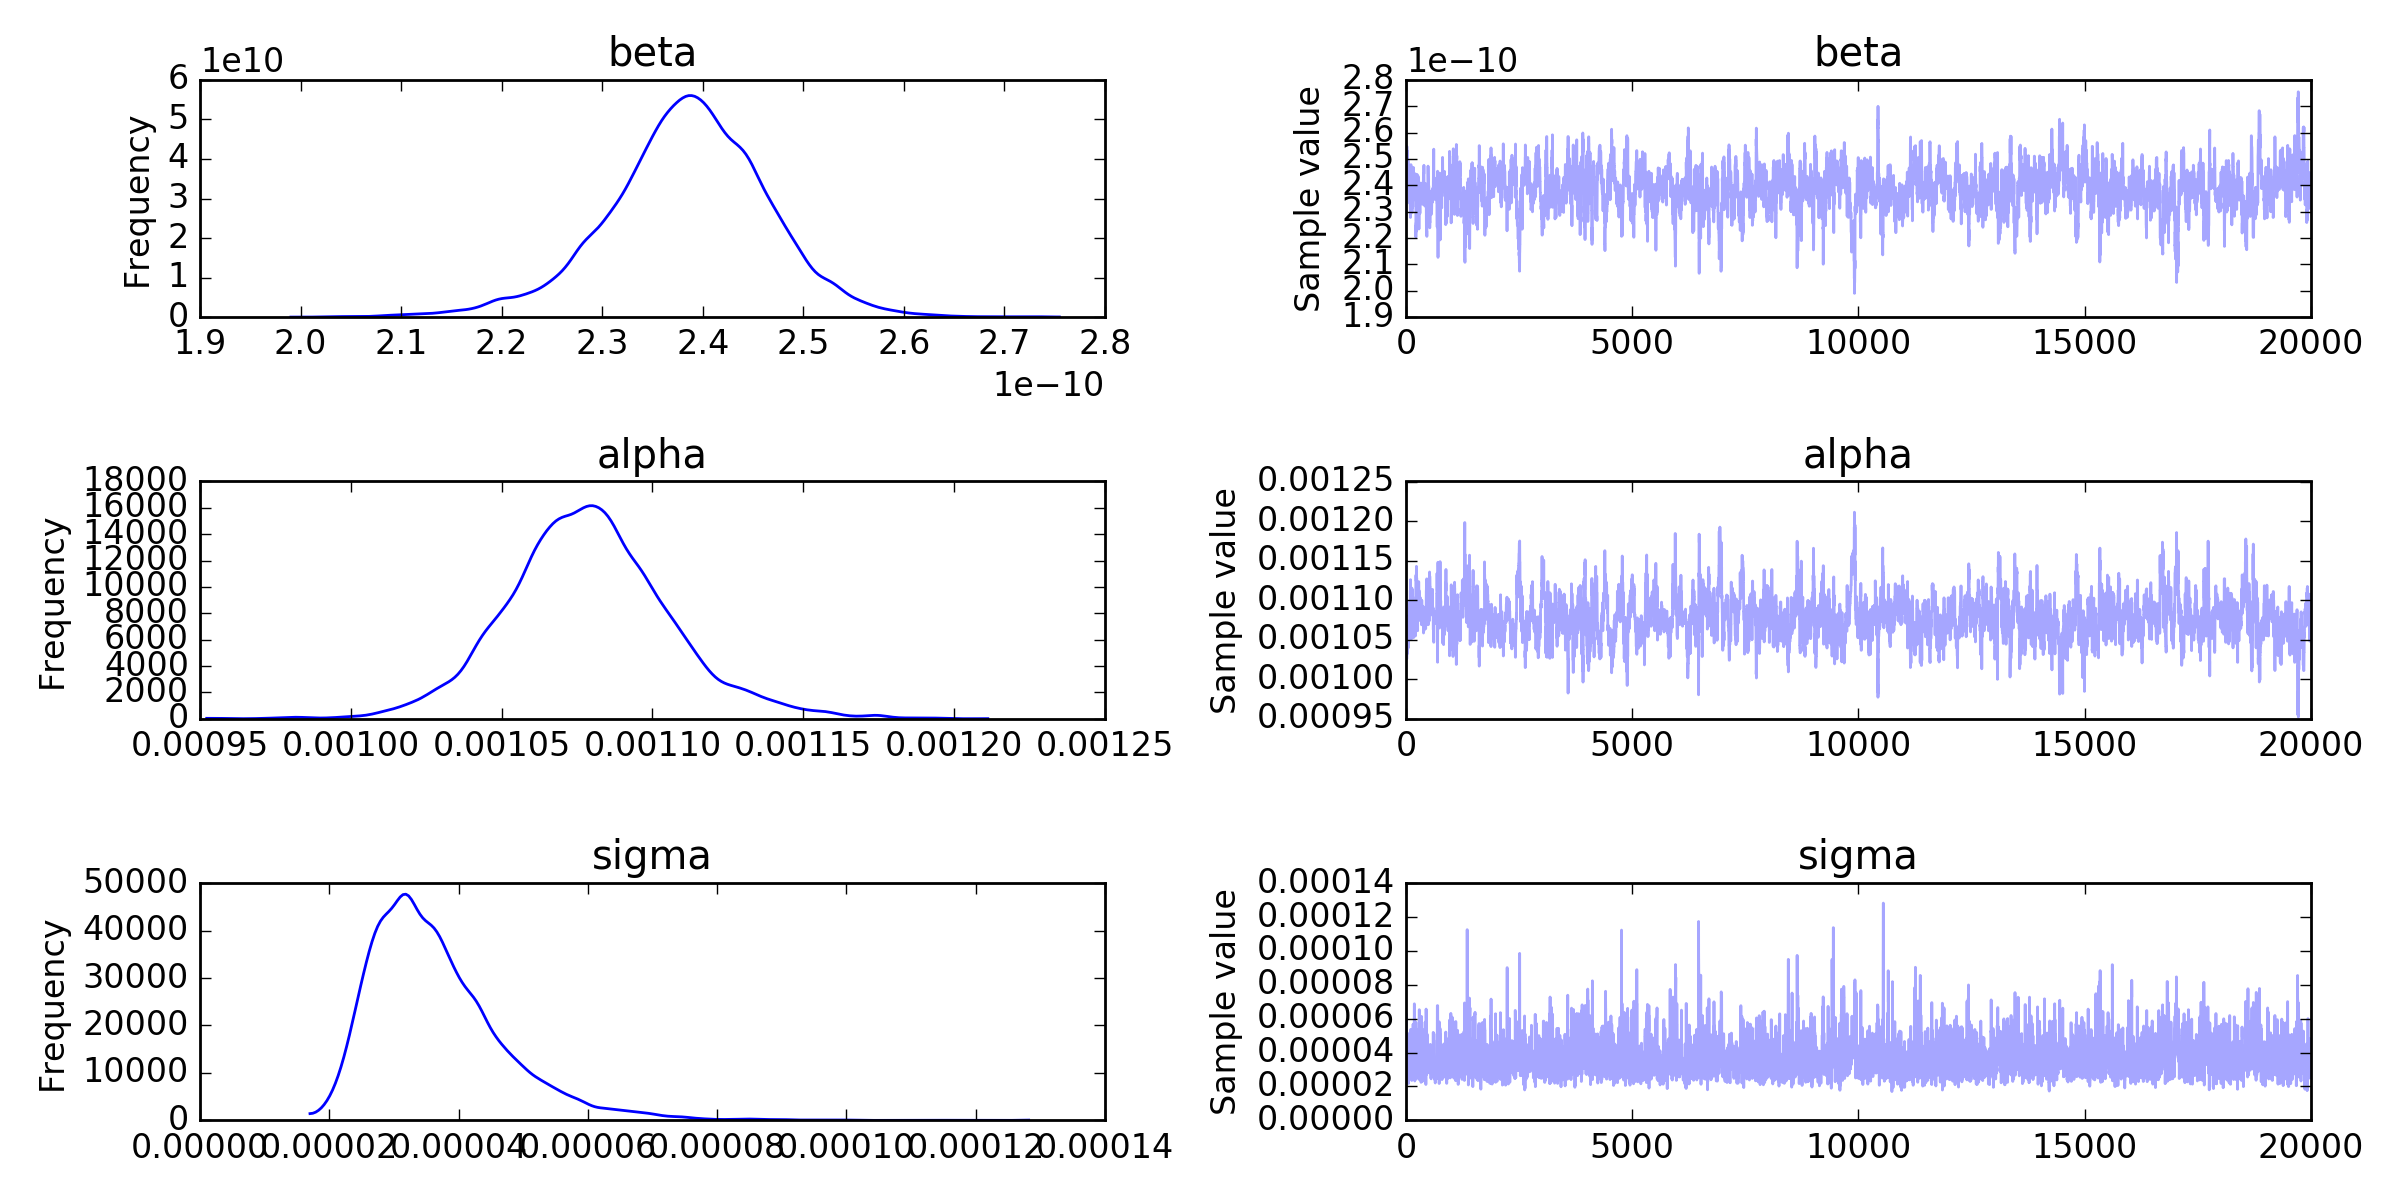 beta
1e10
6
5
4
3
2
1
0
Frequency
1.9 2.0 2.1 2.2 2.3 2.4 2.5 2.6 2.7 2.8
1e−10
beta
1e−10
2.8
2.7
2.6
2.5
2.4
2.3
2.2
2.1
2.0
1.9
Sample value
0 5000 10000 15000 20000
alpha
18000
16000
14000
12000
10000
8000
6000
4000
2000
0
Frequency
0.00095 0.00100 0.00105 0.00110 0.00115 0.00120 0.00125
alpha
0.00125
0.00120
0.00115
0.00110
0.00105
0.00100
0.00095
Sample value
0 5000 10000 15000 20000
sigma
50000
40000
30000
20000
10000
0
Frequency
0.00000 0.00002 0.00004 0.00006 0.00008 0.00010 0.00012 0.00014
sigma
0.00014
0.00012
0.00010
0.00008
0.00006
0.00004
0.00002
0.00000
Sample value
0 5000 10000 15000 20000